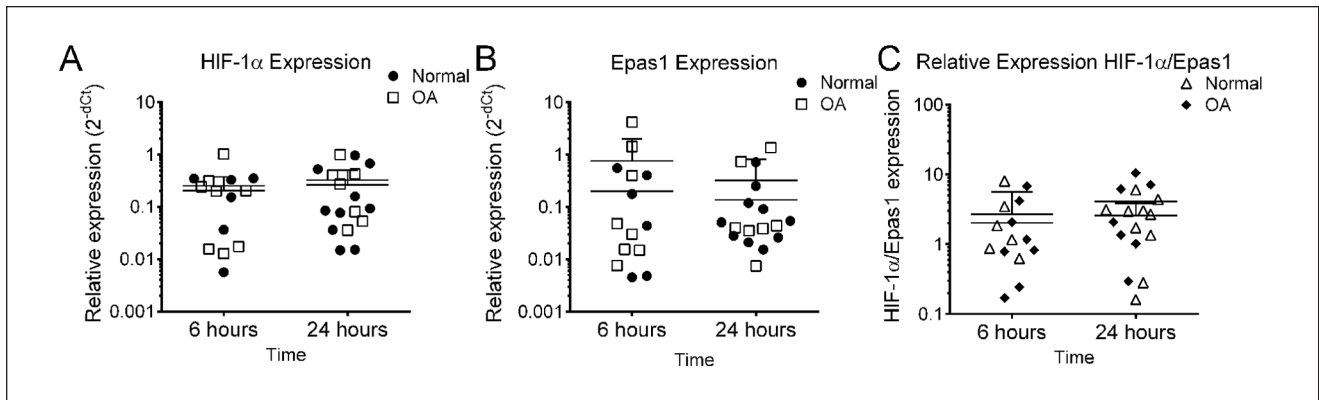 A
HIF-1α Expression
Normal
OA
Relative expression (2-dCt)
10
1
0.1
0.01
0.001
6 hours
24 hours
Time
B
Epas1 Expression
Normal
OA
Relative expression (2-dCt)
10
1
0.1
0.01
0.001
6 hours
24 hours
Time
C
Relative Expression HIF-1α/Epas1
Normal
OA
HIF-1α/Epas1 expression
100
10
1
0.1
6 hours
24 hours
Time